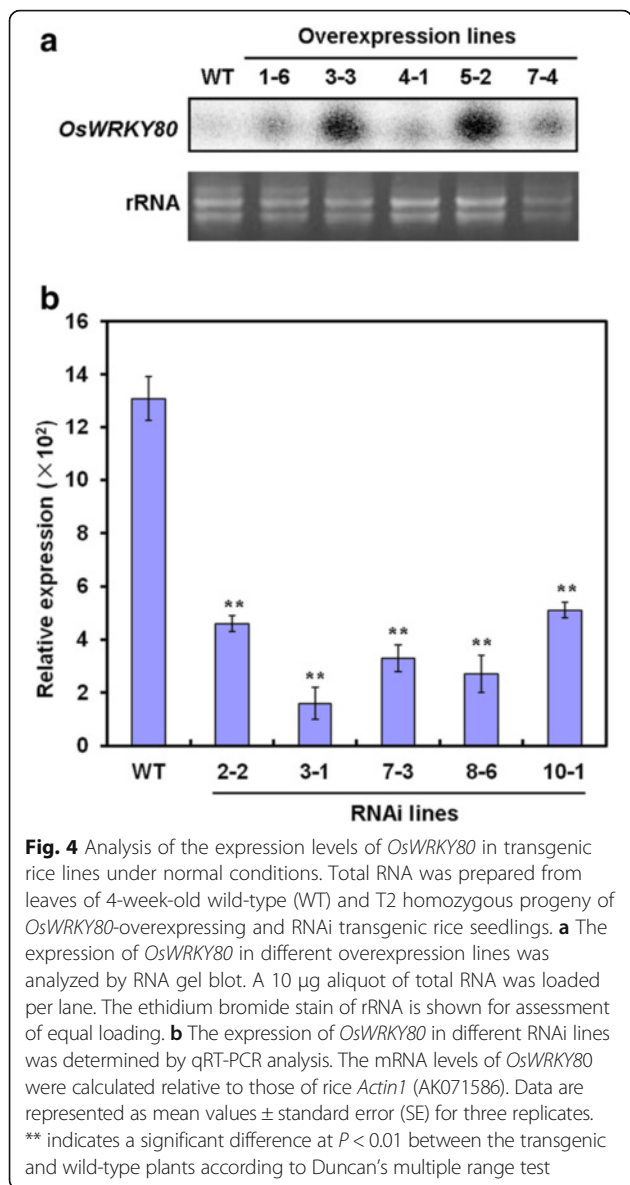 a
Overexpression lines
WT 1-6 3-3 4-1 5-2 7-4
OsWRKY80
rRNA
b
16
14
12
10
8
6
4
2
0
Relative expression (×10²)
**
**
**
**
**
WT 2-2 3-1 7-3 8-6 10-1
RNAi lines
Fig. 4 Analysis of the expression levels of OsWRKY80 in transgenic
rice lines under normal conditions. Total RNA was prepared from
leaves of 4-week-old wild-type (WT) and T2 homozygous progeny of
OsWRKY80-overexpressing and RNAi transgenic rice seedlings. a The
expression of OsWRKY80 in different overexpression lines was
analyzed by RNA gel blot. A 10 μg aliquot of total RNA was loaded
per lane. The ethidium bromide stain of rRNA is shown for assessment
of equal loading. b The expression of OsWRKY80 in different RNAi lines
was determined by qRT-PCR analysis. The mRNA levels of OsWRKY80
were calculated relative to those of rice Actin1 (AK071586). Data are
represented as mean values ± standard error (SE) for three replicates.
** indicates a significant difference at P < 0.01 between the transgenic
and wild-type plants according to Duncan's multiple range test